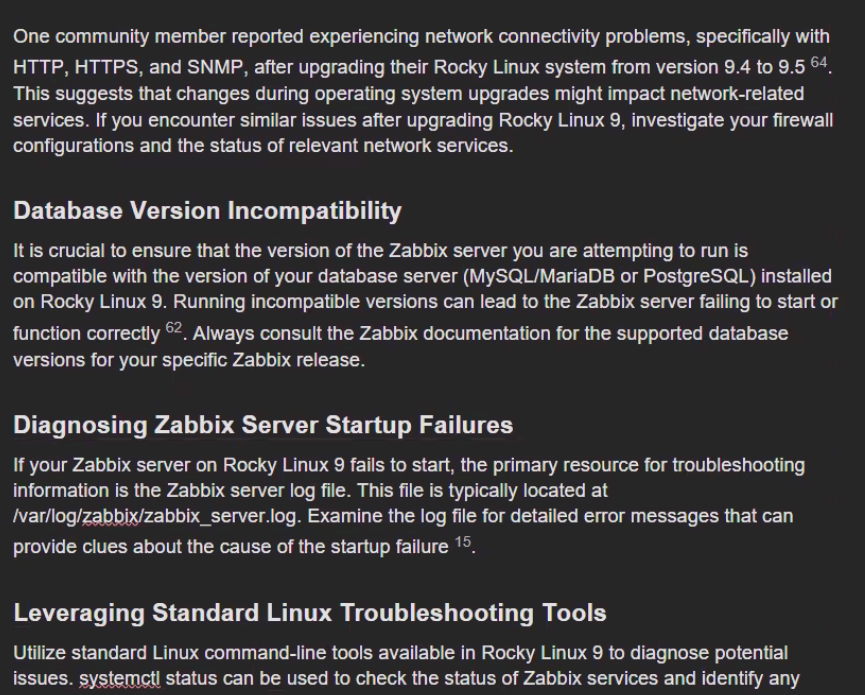 One community member reported experiencing network connectivity problems, specifically with
HTTP, HTTPS, and SNMP, after upgrading their Rocky Linux system from version 9.4 to 9.5 64.
This suggests that changes during operating system upgrades might impact network-related
services. If you encounter similar issues after upgrading Rocky Linux 9, investigate your firewall
configurations and the status of relevant network services.
Database Version Incompatibility
It is crucial to ensure that the version of the Zabbix server you are attempting to run is
compatible with the version of your database server (MySQL/MariaDB or PostgreSQL) installed
on Rocky Linux 9. Running incompatible versions can lead to the Zabbix server failing to start or
function correctly 62. Always consult the Zabbix documentation for the supported database
versions for your specific Zabbix release.
Diagnosing Zabbix Server Startup Failures
If your Zabbix server on Rocky Linux 9 fails to start, the primary resource for troubleshooting
information is the Zabbix server log file. This file is typically located at
/var/log/zabbix/zabbix_server.log. Examine the log file for detailed error messages that can
provide clues about the cause of the startup failure 15.
Leveraging Standard Linux Troubleshooting Tools
Utilize standard Linux command-line tools available in Rocky Linux 9 to diagnose potential
issues. systemctl status can be used to check the status of Zabbix services and identify any